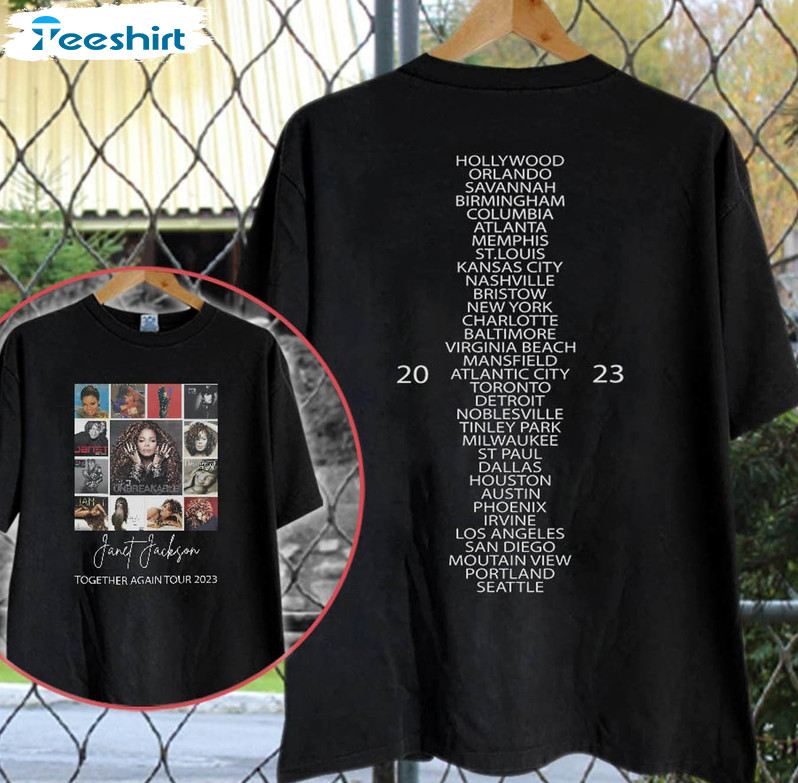 Teeshirt
HOLLYWOOD
ORLANDO
SAVANNAH
BIRMINGHAM
COLUMBIA
ATLANTA
MEMPHIS
ST.LOUIS
KANSAS CITY
NASHVILLE
BRISTOW
NEW YORK
CHARLOTTE
BALTIMORE
VIRGINIA BEACH
MANSFIELD
20 ATLANTIC CITY 23
TORONTO
DETROIT
NOBLESVILLE
TINLEY PARK
MILWAUKEE
ST PAUL
DALLAS
HOUSTON
AUSTIN
PHOENIX
IRVINE
LOS ANGELES
SAN DIEGO
MOUTAIN VIEW
PORTLAND
SEATTLE
UNBREAKABLE
Janet Jackson
TOGETHER AGAIN TOUR 2023